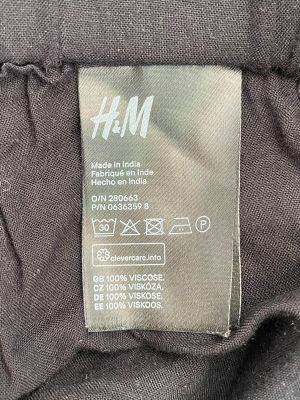 H&M
Made in India
Fabriqué en Inde
Hecho en India
O/N 280663
P/N 0636359 8
30
clevercare.info
GB 100% VISCOSE.
CZ 100% VISKÓZA.
DE 100% VISKOSE.
EE 100% VISKOOS.